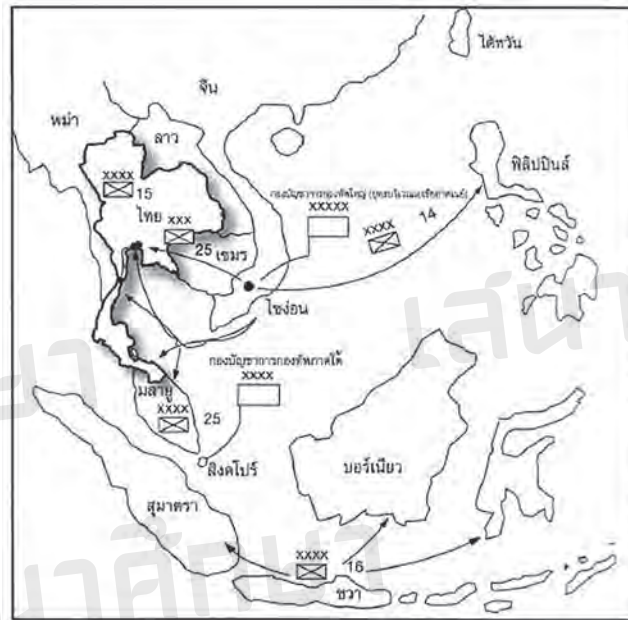 ไต้หวัน
จีน
พม่า
ลาว
ฟิลิปปินส์
XXXX
15
ไทย
XXX
25
เขมร
XXXXX
XXXX
14
ไซ่ง่อน
กองบัญชาการกองทัพภาคใต้
XXXX
มลายู
XXXX
25
สิงคโปร์
บอร์เนียว
สุมาตรา
XXXX
16
ชวา